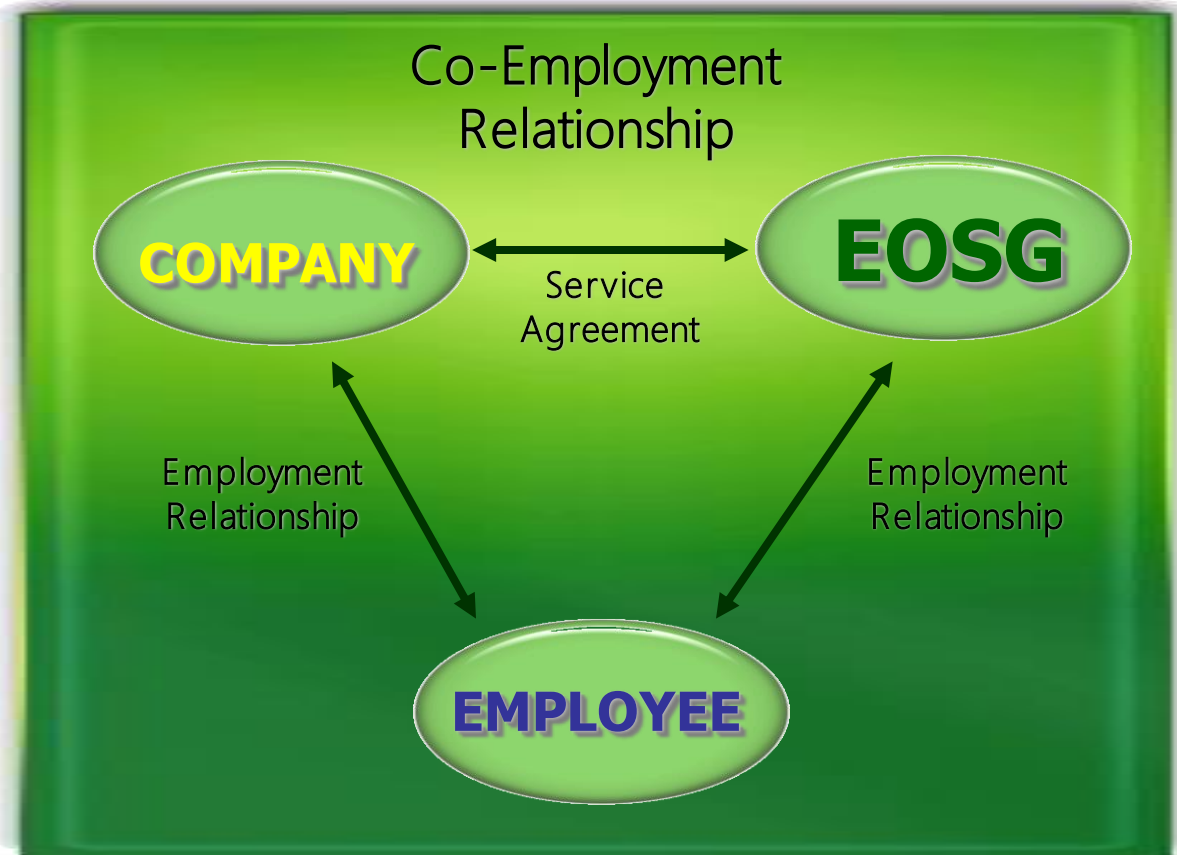 Co-Employment
Relationship
COMPANY
EOSG
Service
Agreement
Employment
Relationship
Employment
Relationship
EMPLOYEE